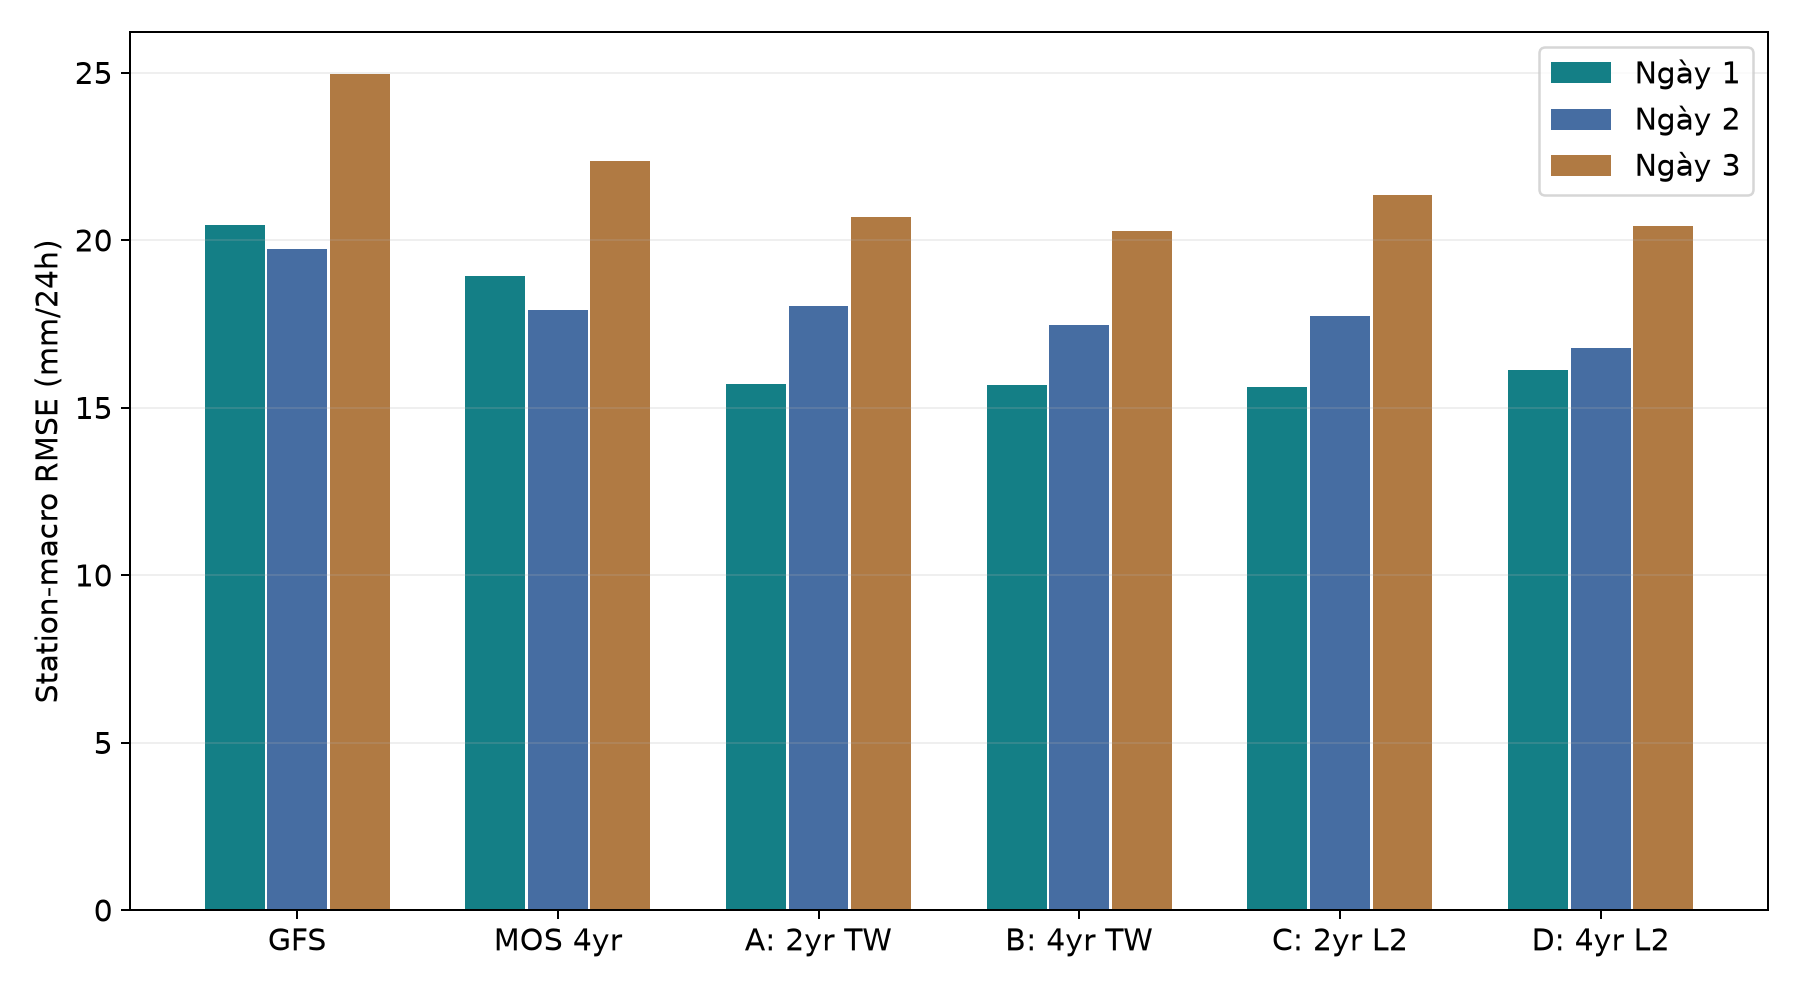 Station-macro RMSE (mm/24h)
25
20
15
10
5
0
Ngày 1
Ngày 2
Ngày 3
GFS
MOS 4yr
A: 2yr TW
B: 4yr TW
C: 2yr L2
D: 4yr L2